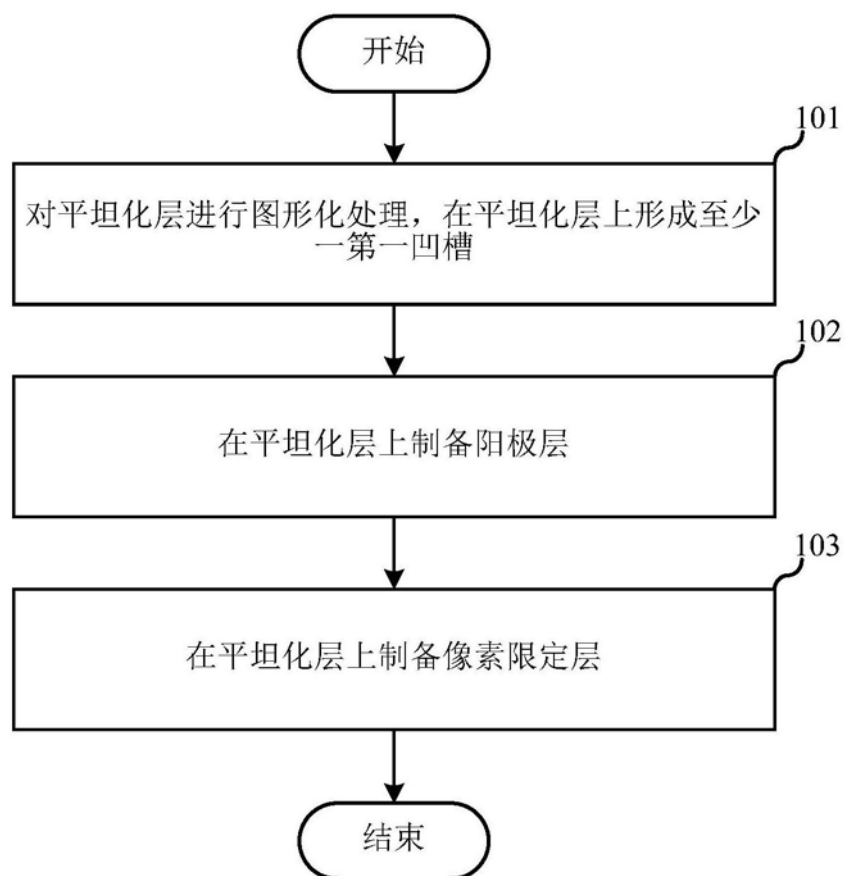 开始
101
对平坦化层进行图形化处理，在平坦化层上形成至少
一第一凹槽
102
在平坦化层上制备阳极层
103
在平坦化层上制备像素限定层
结束